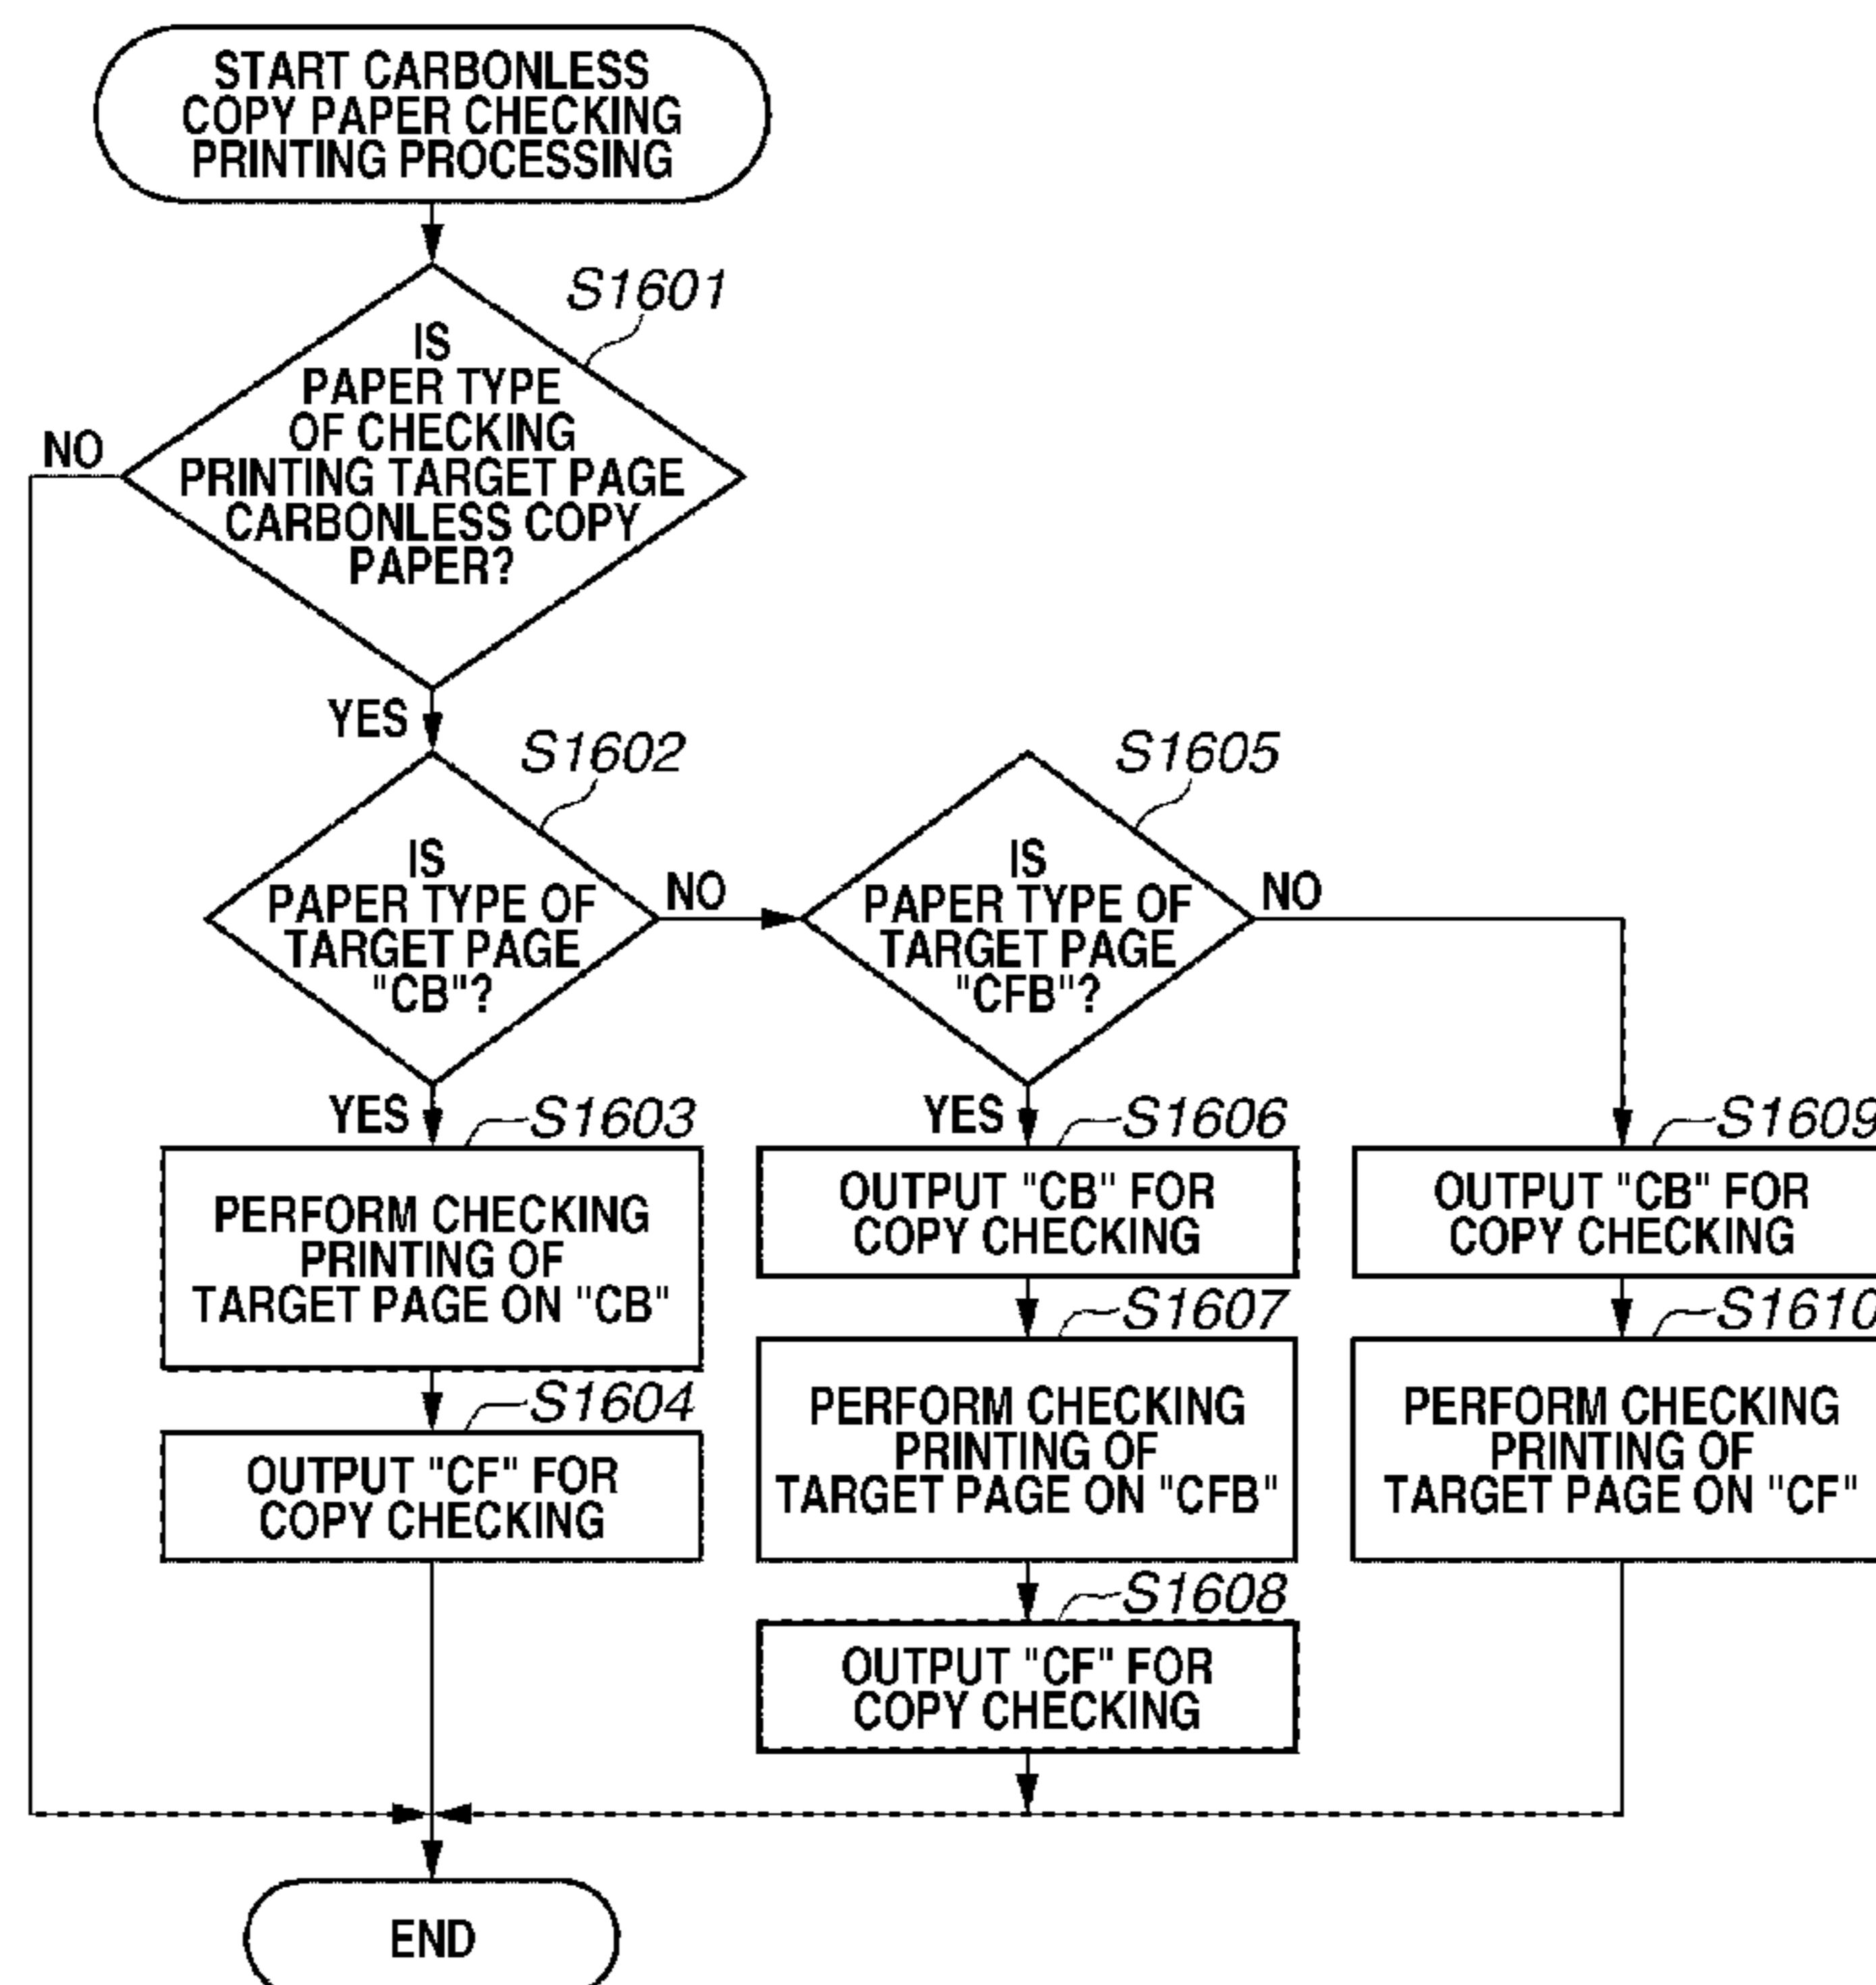 START CARBONLESS
COPY PAPER CHECKING
PRINTING PROCESSING
S1601
IS
PAPER TYPE
OF CHECKING
PRINTING TARGET PAGE
CARBONLESS COPY
PAPER?
NO
YES
S1602
IS
PAPER TYPE OF
TARGET PAGE
"CB"?
NO
S1605
IS
PAPER TYPE OF
TARGET PAGE
"CFB"?
NO
YES
S1603
PERFORM CHECKING
PRINTING OF
TARGET PAGE ON "CB"
S1604
OUTPUT "CF" FOR
COPY CHECKING
YES
S1606
OUTPUT "CB" FOR
COPY CHECKING
S1607
PERFORM CHECKING
PRINTING OF
TARGET PAGE ON "CFB"
S1608
OUTPUT "CF" FOR
COPY CHECKING
S1609
OUTPUT "CB" FOR
COPY CHECKING
S1610
PERFORM CHECKING
PRINTING OF
TARGET PAGE ON "CF"
END